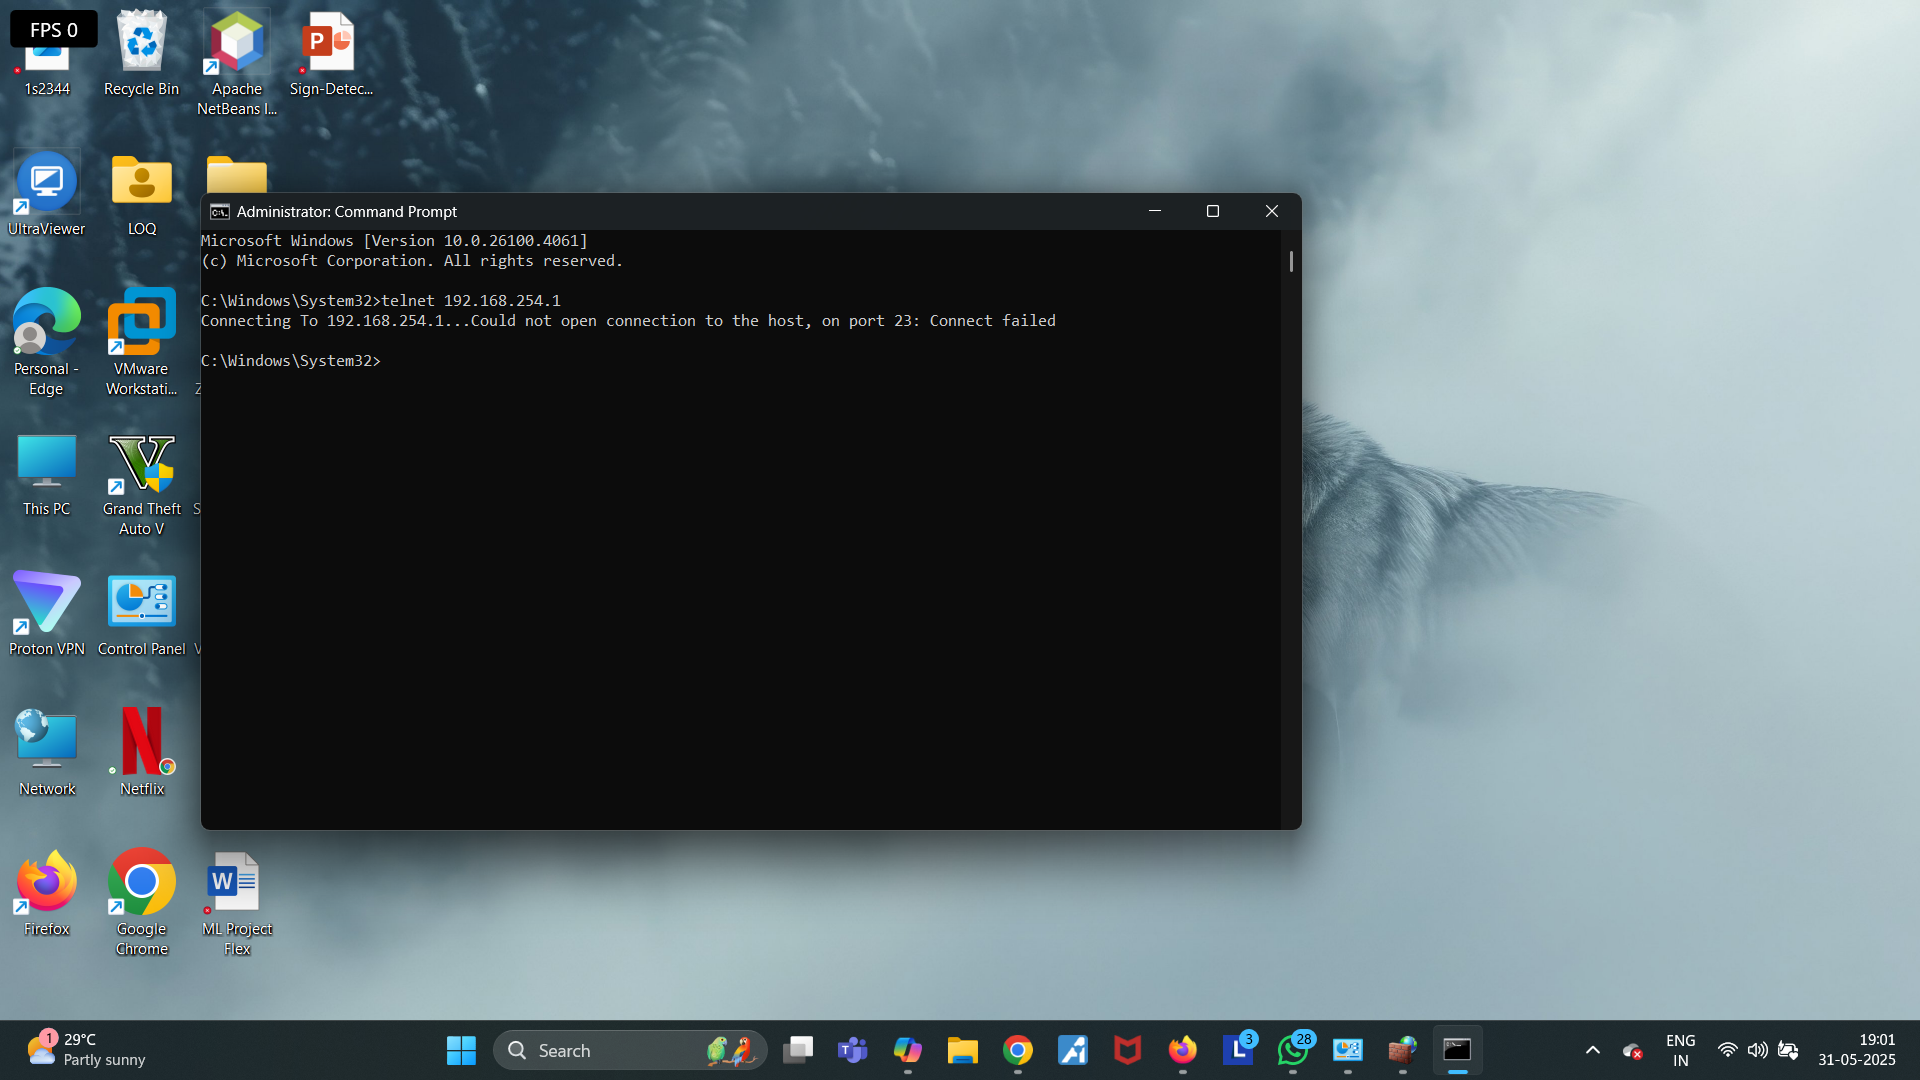 FPS 0
1s2344
Recycle Bin
Apache
NetBeans I...
P
Sign-Detec...
UltraViewer
LOQ
Administrator: Command Prompt
Microsoft Windows [Version 10.0.26100.4061]
(c) Microsoft Corporation. All rights reserved.
C:\Windows\System32>telnet 192.168.254.1
Connecting To 192.168.254.1...Could not open connection to the host, on port 23: Connect failed
C:\Windows\System32>
Personal -
Edge
VMware
Workstati...
This PC
Grand Theft
Auto V
Proton VPN
Control Panel
Network
Netflix
Firefox
Google
Chrome
W
ML Project
Flex
1
29°C
Partly sunny
Search
L
3
28
ENG
IN
19:01
31-05-2025